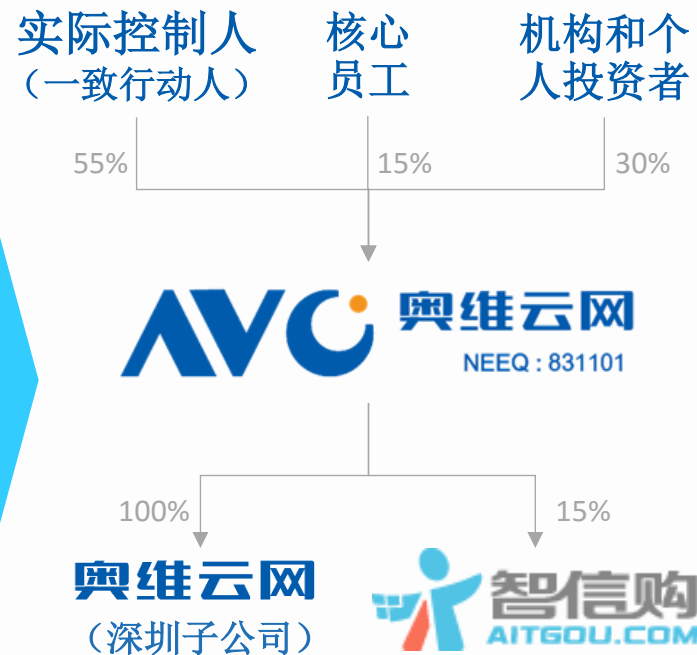 实际控制人
（一致行动人）
核心
员工
机构和个
人投资者
55%
15%
30%
AVC 奥维云网
NEEQ : 831101
100%
15%
奥维云网
（深圳子公司）
智信购
AITGOU.COM